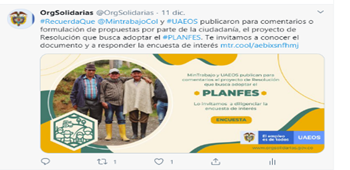 OrgSolidarias @OrgSolidarias · 11 dic.
#RecuerdaQue @MintrabajoCol y #UAEOS publicaron para comentarios o
formulación de propuestas por parte de la ciudadanía, el proyecto de
Resolución que busca adoptar el #PLANFES. Te invitamos a conocer el
documento y a responder la encuesta de interés mtr.cool/aebixsnfhmj
MinTrabajo y UAEOS publican para
comentarios el proyecto de Resolución
que busca adoptar el
PLANFES
Lo invitamos a diligenciar la
encuesta de interés
ENCUESTA
El empleo
es de todos
UAEOS
1
1